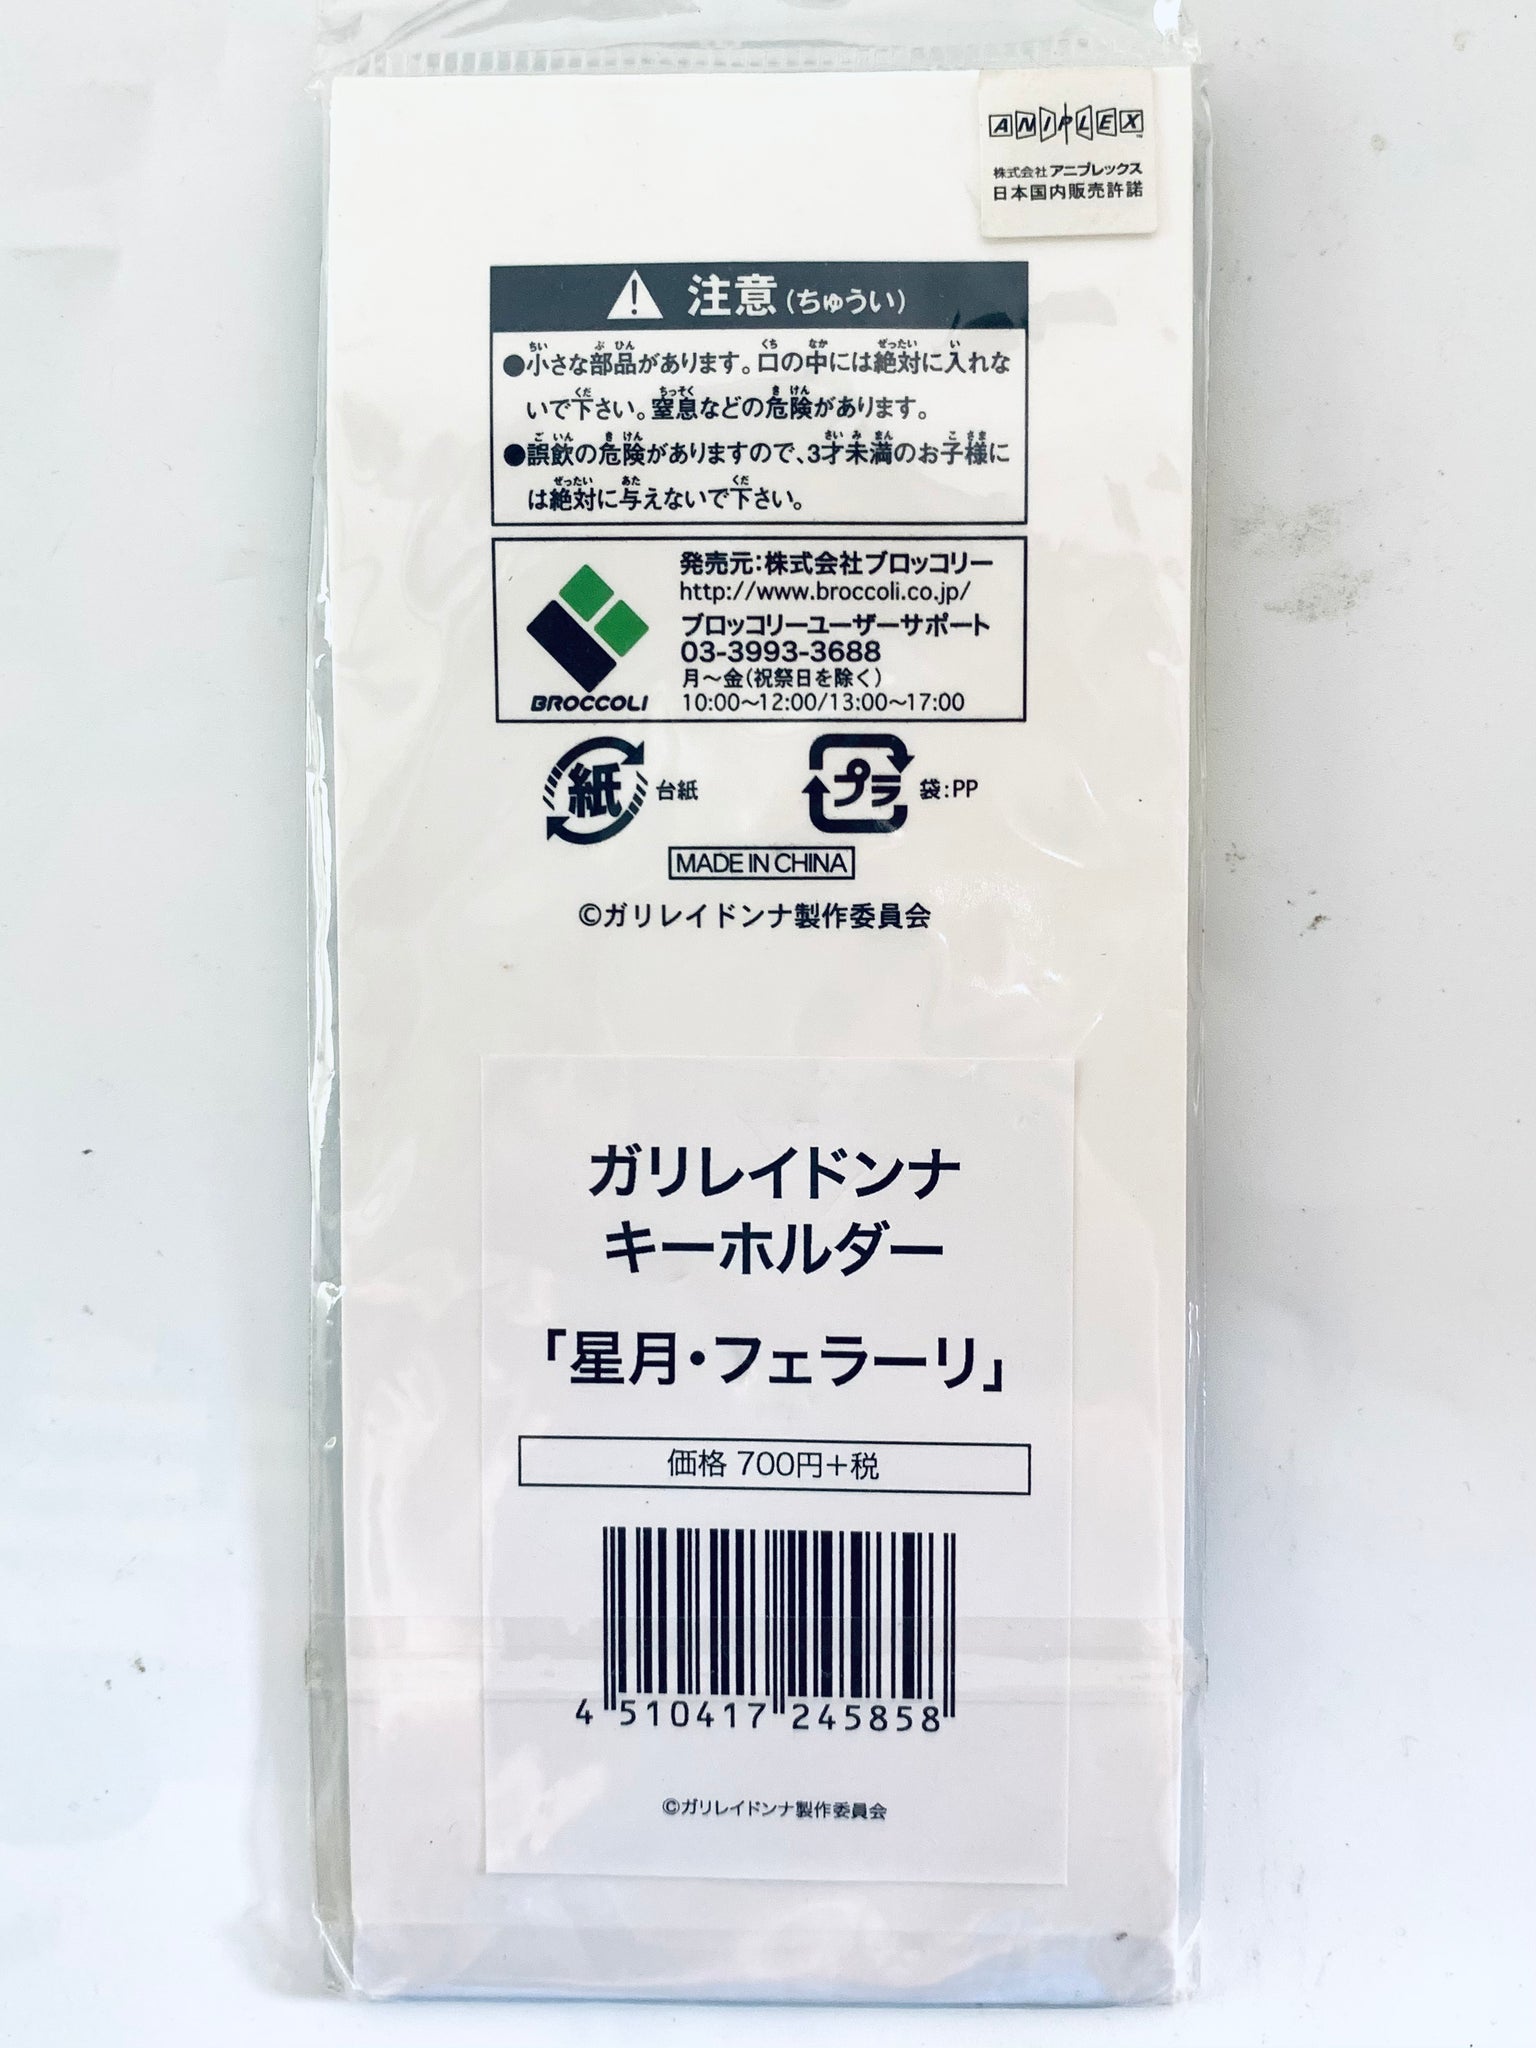 ANIPLEX
株式会社アニプレックス
日本国内販売許諾
注意(ちゅうい)
●小さな部品があります。口の中には絶対に入れな
いで下さい。窒息などの危険があります。
●誤飲の危険がありますので、3才未満のお子様に
は絶対に与えないで下さい。
発売元:株式会社ブロッコリー
http://www.broccoli.co.jp/
ブロッコリーユーザーサポート
03-3993-3688
月~金(祝祭日を除く)
10:00~12:00/13:00~17:00
BROCCOLI
紙 台紙
プラ 袋:PP
MADE IN CHINA
©ガリレイドンナ製作委員会
ガリレイドンナ
キーホルダー
「星月・フェラーリ」
価格 700円+税
4 510417 245858
©ガリレイドンナ製作委員会